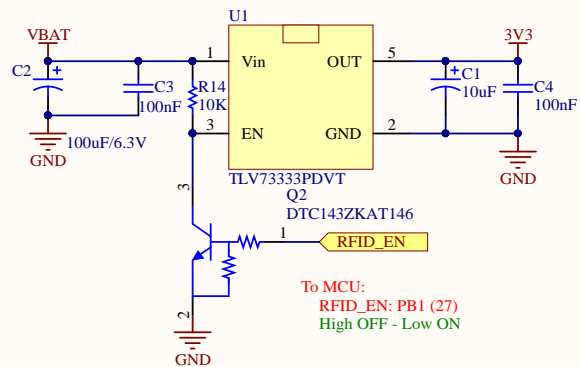 U1
VBAT
3V3
1
Vin
OUT
5
C2
C3
100nF
R14
10K
C1
10uF
C4
100nF
3
EN
GND
2
GND
100uF/6.3V
GND
TLV73333PDVT
Q2
DTC143ZKAT146
3
1
RFID_EN
To MCU:
RFID_EN: PB1 (27)
High OFF - Low ON
2
GND